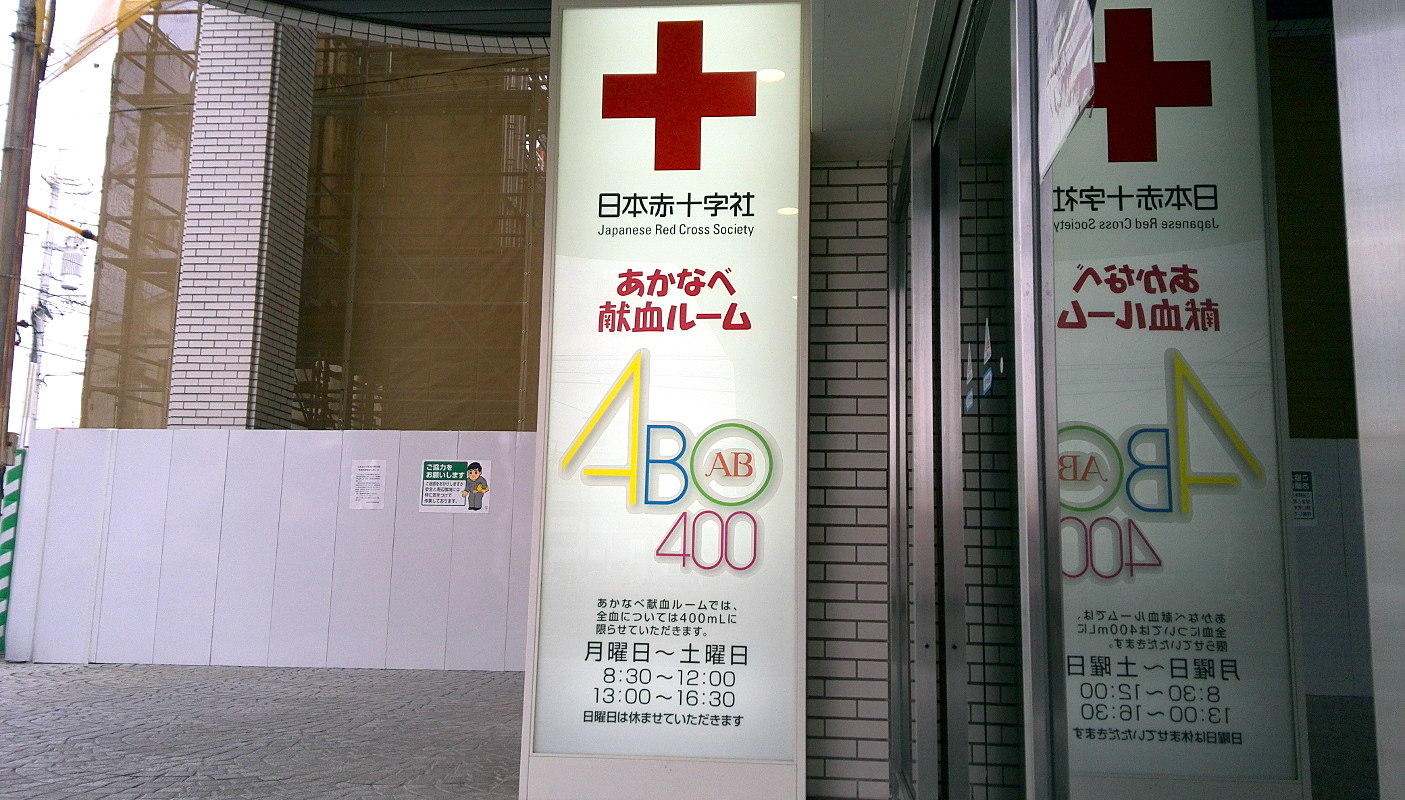 日本赤十字社
Japanese Red Cross Society
あかなべ
献血ルーム
ABO
AB
400
あかなべ献血ルームでは、
全血については400mLに
限らせていただきます。
月曜日～土曜日
8:30～12:00
13:00～16:30
日曜日は休ませていただきます
ご協力を
お願いします